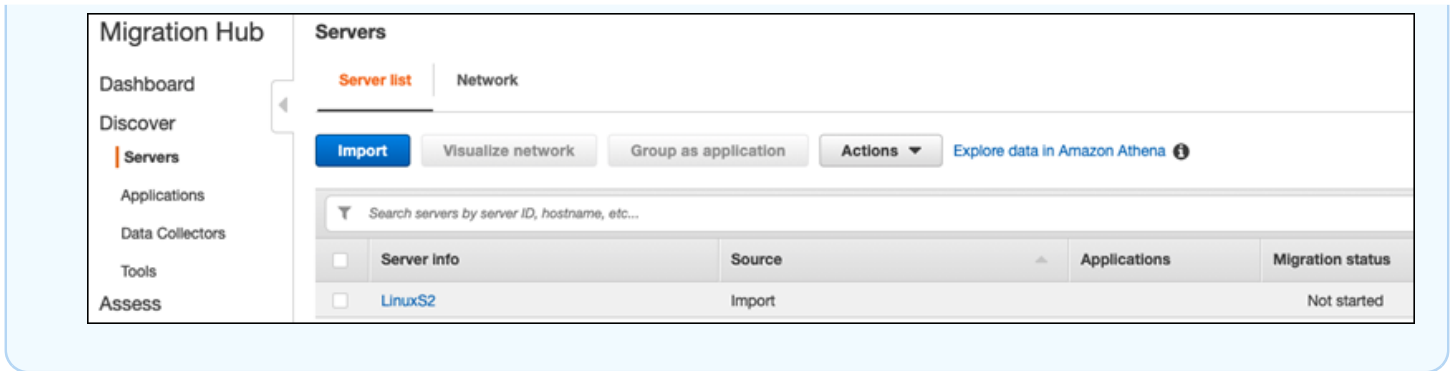 Migration Hub
Dashboard
Discover
Servers
Applications
Data Collectors
Tools
Assess
Servers
Server list Network
Import Visualize network Group as application Actions Explore data in Amazon Athena
Search servers by server ID, hostname, etc...
Server info Source Applications Migration status
LinuxS2 Import Not started